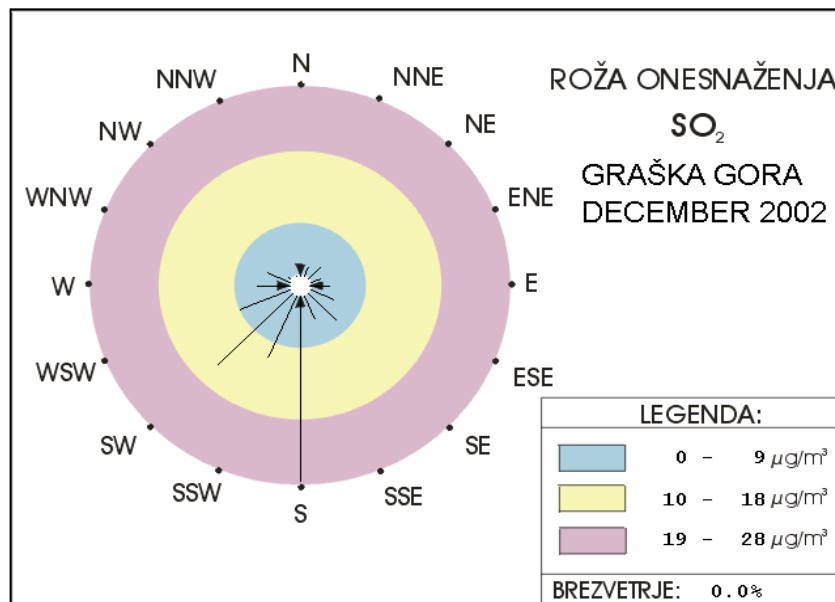 N
NNE
NE
ENE
E
ESE
SE
SSE
S
SSW
SW
WSW
W
WNW
NW
NNW
ROŽA ONESNAŽENJA
SO₂
GRAŠKA GORA
DECEMBER 2002
LEGENDA:
0 - 9 µg/m³
10 - 18 µg/m³
19 - 28 µg/m³
BREZVETRJE: 0.0%